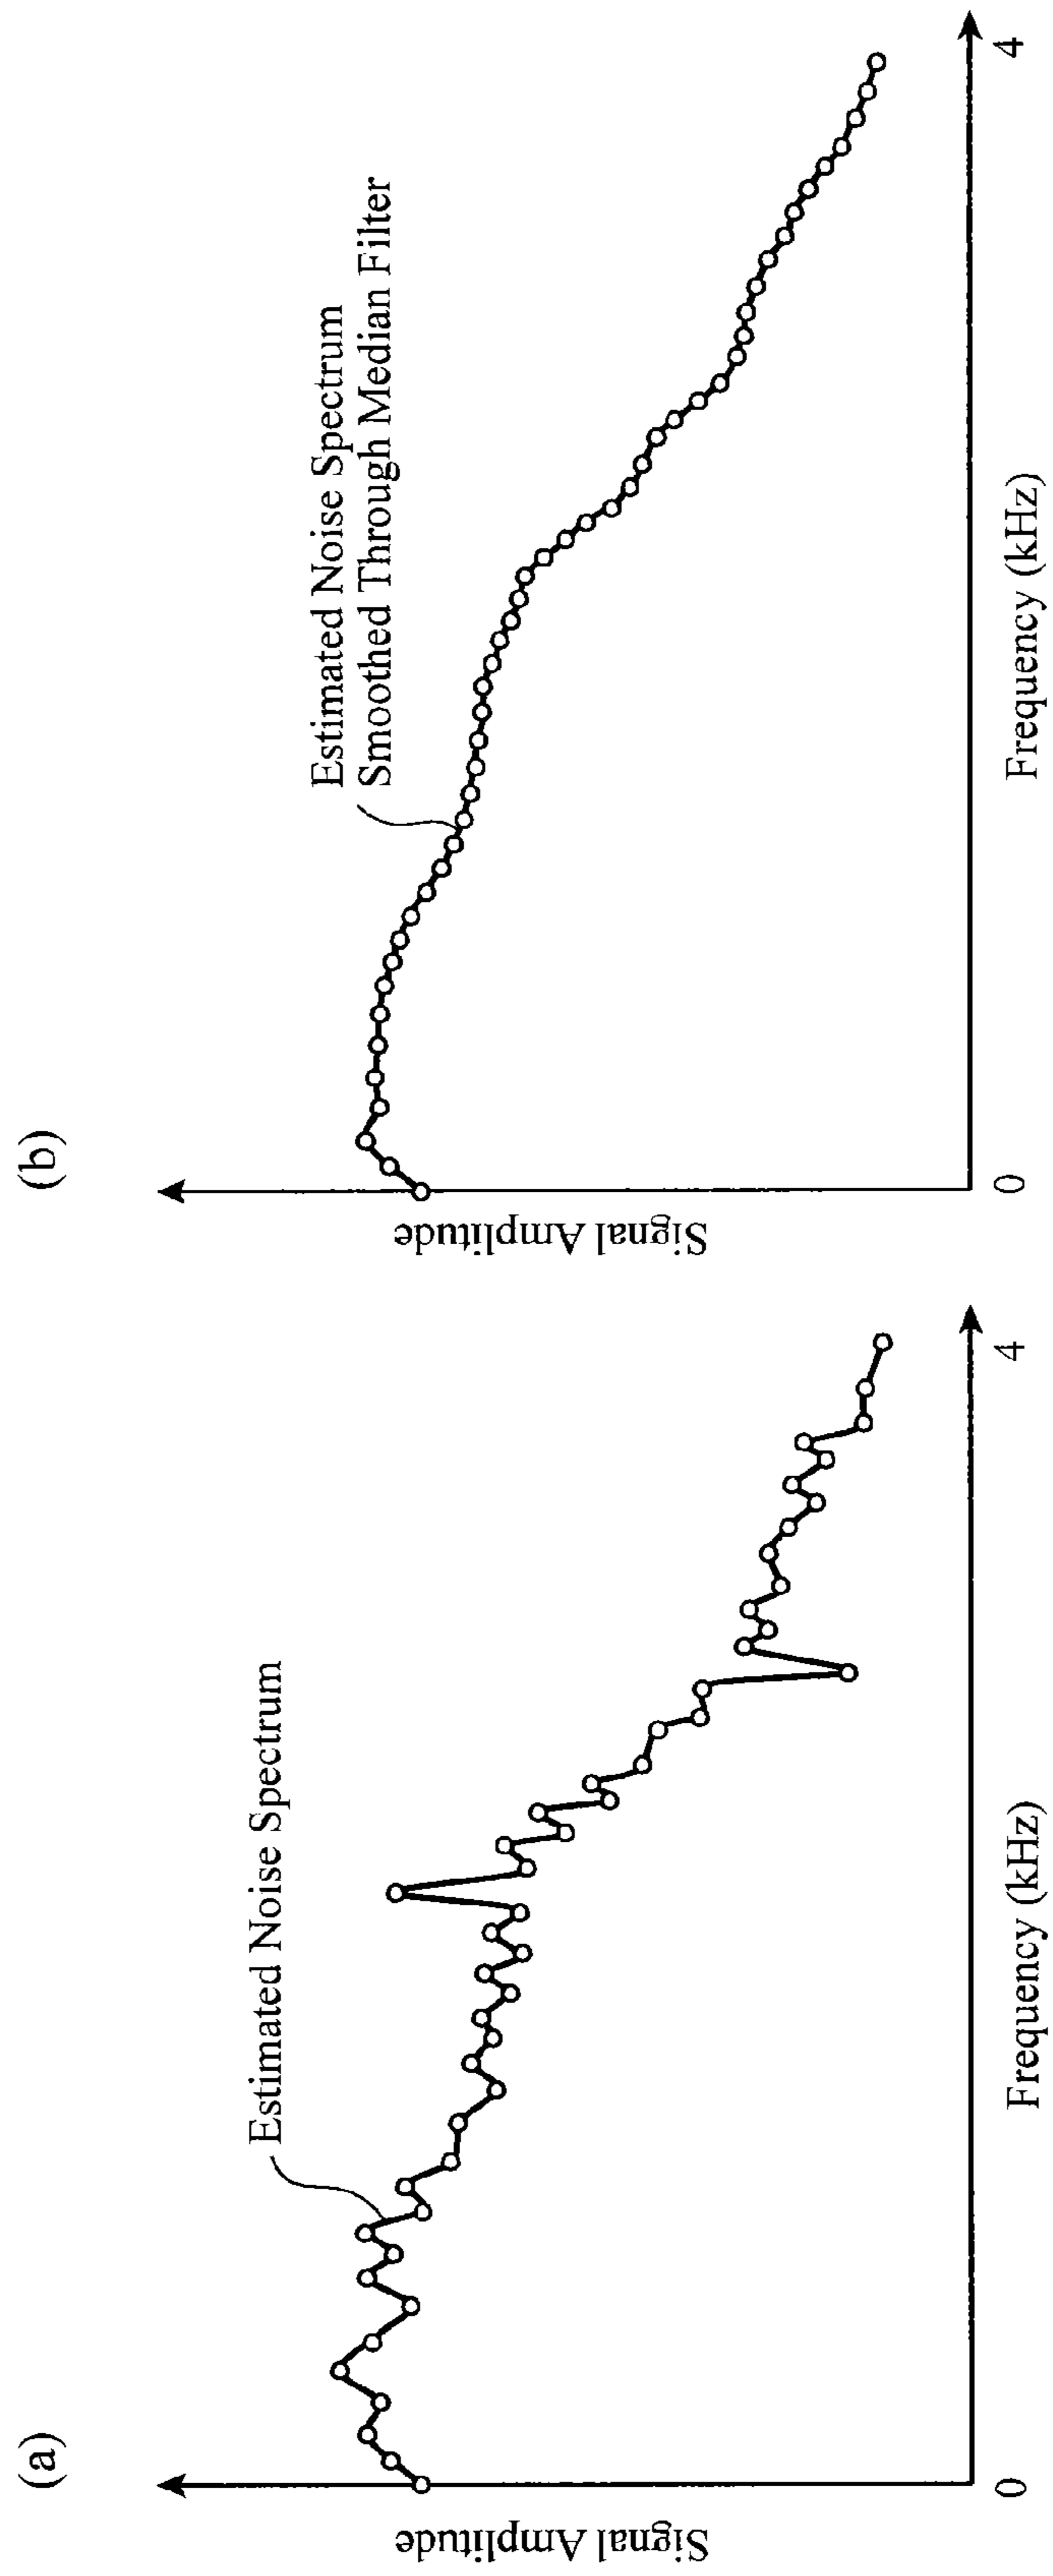 (a)
Signal Amplitude
Estimated Noise Spectrum
0
4
Frequency (kHz)
(b)
Signal Amplitude
Estimated Noise Spectrum
Smoothed Through Median Filter
0
4
Frequency (kHz)